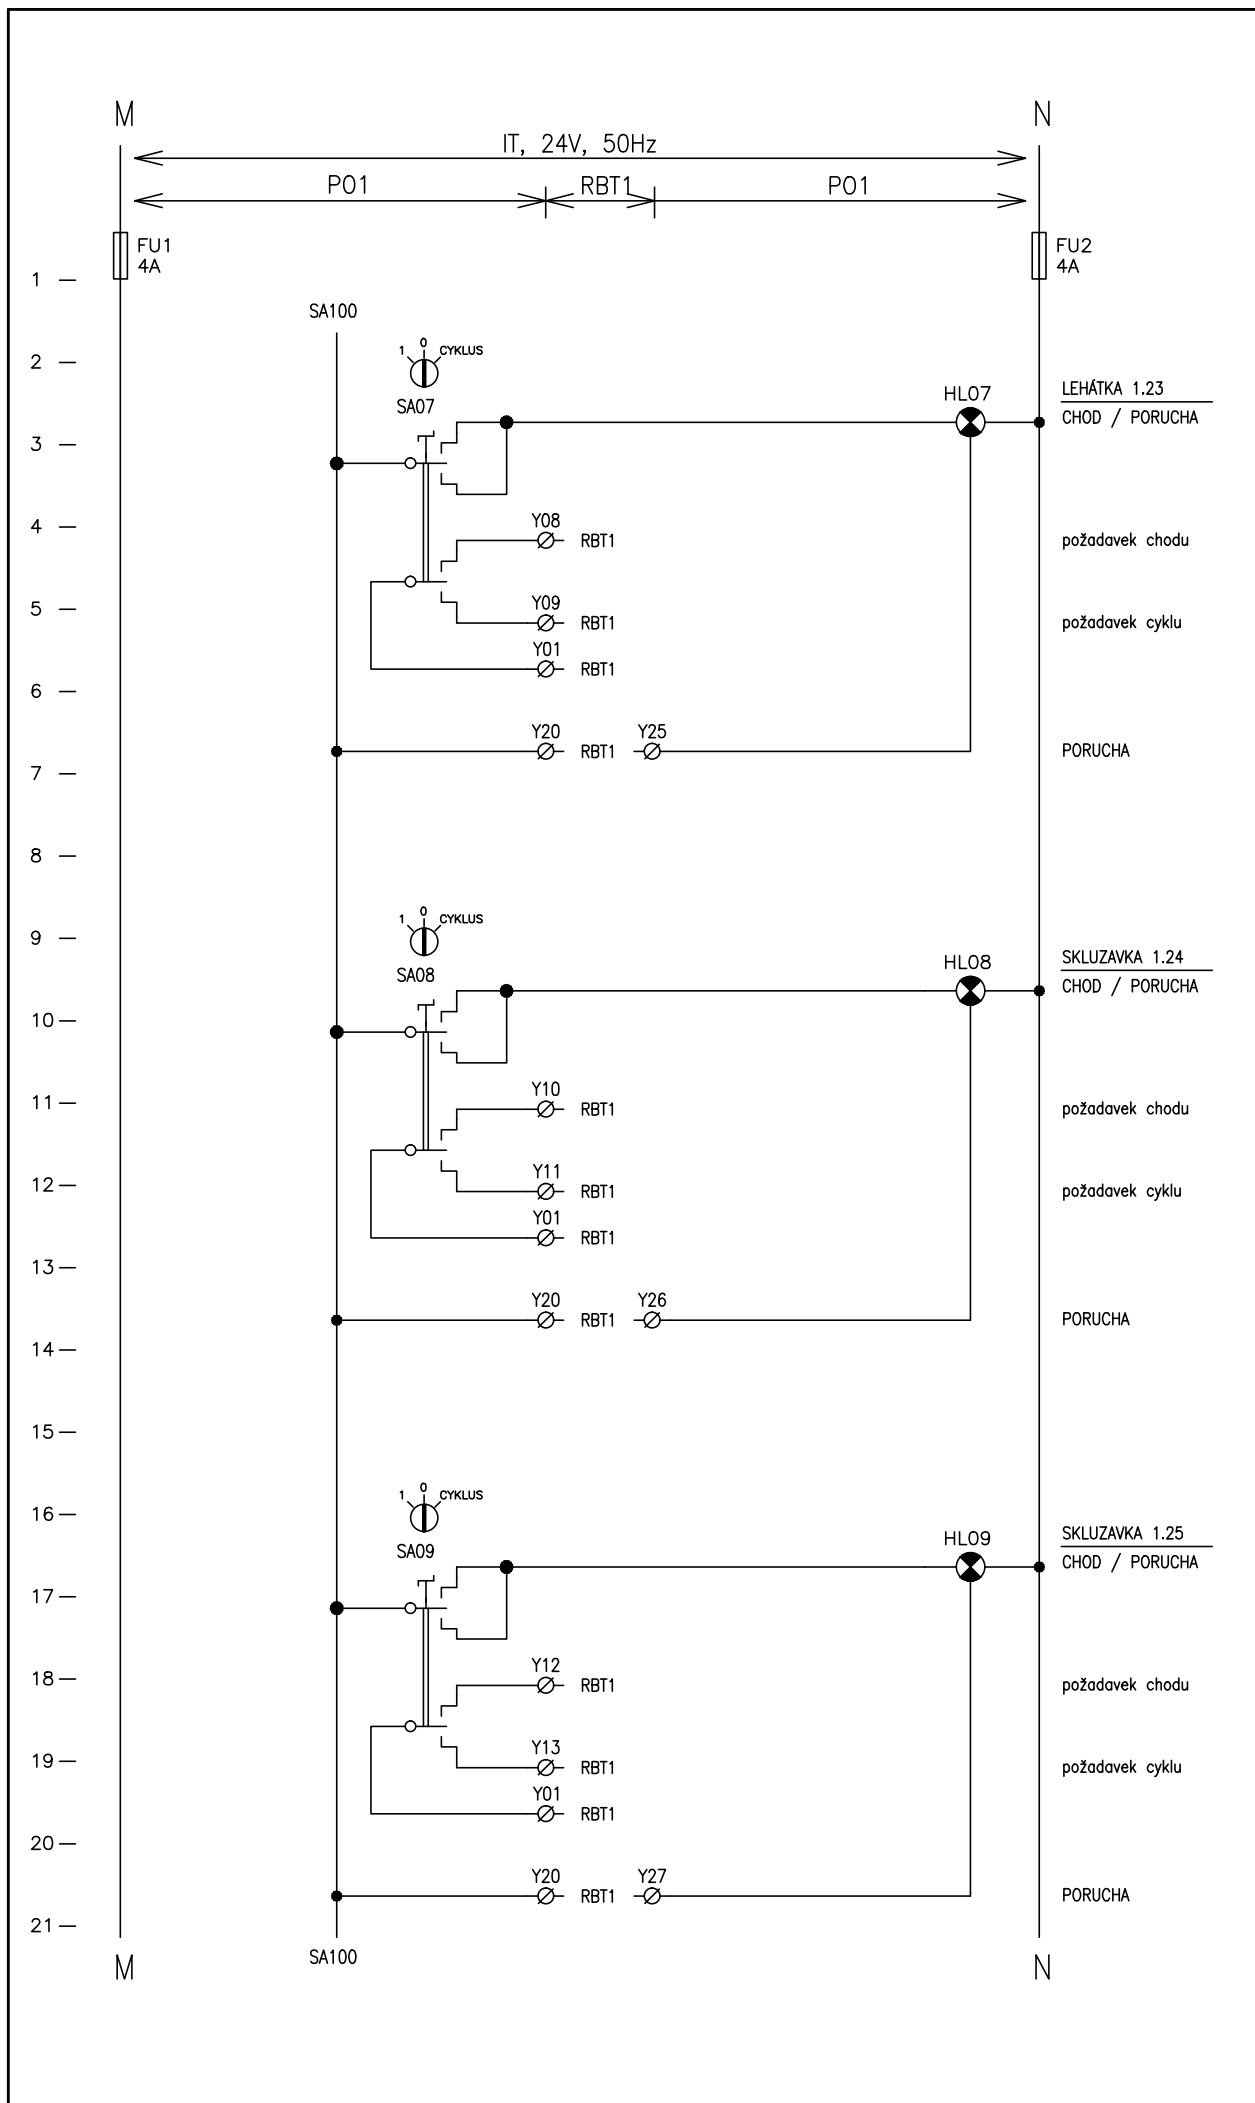 M N
IT, 24V, 50Hz
PO1 RBT1 PO1
FU1 FU2
4A 4A
1
SA100
2
1 0 CYKLUS
SA07 HL07 LEHÁTKA 1.23
CHOD / PORUCHA
3
Y08
4 RBT1 požadavek chodu
Y09
5 RBT1 požadavek cyklu
Y01
RBT1
6
Y20 Y25
RBT1 PORUCHA
7
8
1 0 CYKLUS
9
SA08 HL08 SKLUZAVKA 1.24
CHOD / PORUCHA
10
Y10
11 RBT1 požadavek chodu
Y11
12 RBT1 požadavek cyklu
Y01
RBT1
13
Y20 Y26
RBT1 PORUCHA
14
15
1 0 CYKLUS
16
SA09 HL09 SKLUZAVKA 1.25
CHOD / PORUCHA
17
Y12
18 RBT1 požadavek chodu
Y13
19 RBT1 požadavek cyklu
Y01
RBT1
20
Y20 Y27
RBT1 PORUCHA
21
SA100
M N